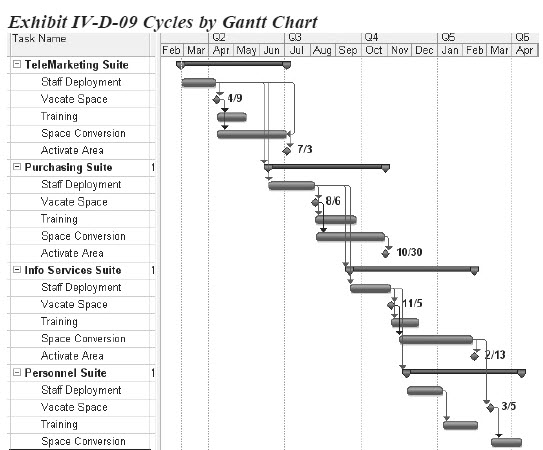 Exhibit IV-D-09 Cycles by Gantt Chart
Task Name Q2 Q3 Q4 Q5 Q6
Feb Mar Apr May Jun Jul Aug Sep Oct Nov Dec Jan Feb Mar Apr
TeleMarketing Suite
Staff Deployment
Vacate Space 4/9
Training
Space Conversion
Activate Area 7/3
Purchasing Suite 1
Staff Deployment
Vacate Space 8/6
Training
Space Conversion
Activate Area 10/30
Info Services Suite 1
Staff Deployment
Vacate Space 11/5
Training
Space Conversion
Activate Area 2/13
Personnel Suite 1
Staff Deployment
Vacate Space 3/5
Training
Space Conversion